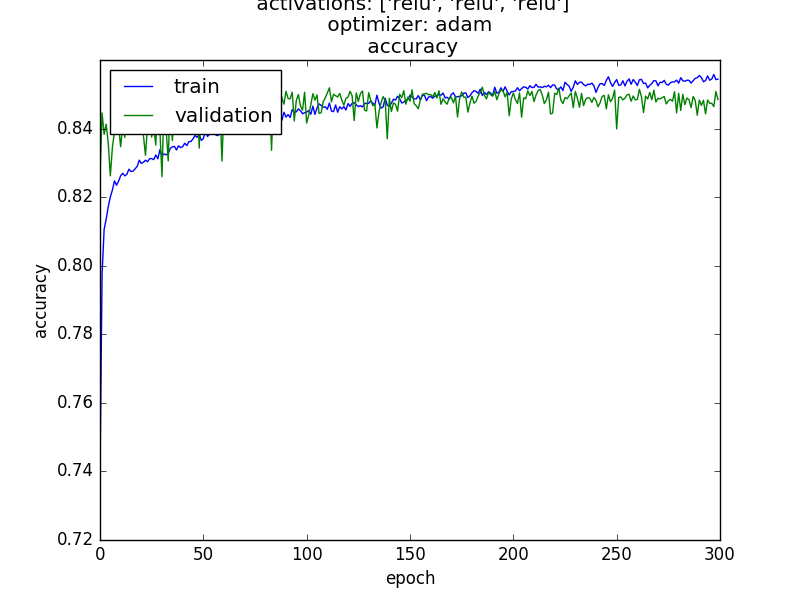 activations: ['relu', 'relu', 'relu']
optimizer: adam
accuracy
train
validation
0.84
0.82
0.80
0.78
0.76
0.74
0.72
accuracy
0 50 100 150 200 250 300
epoch